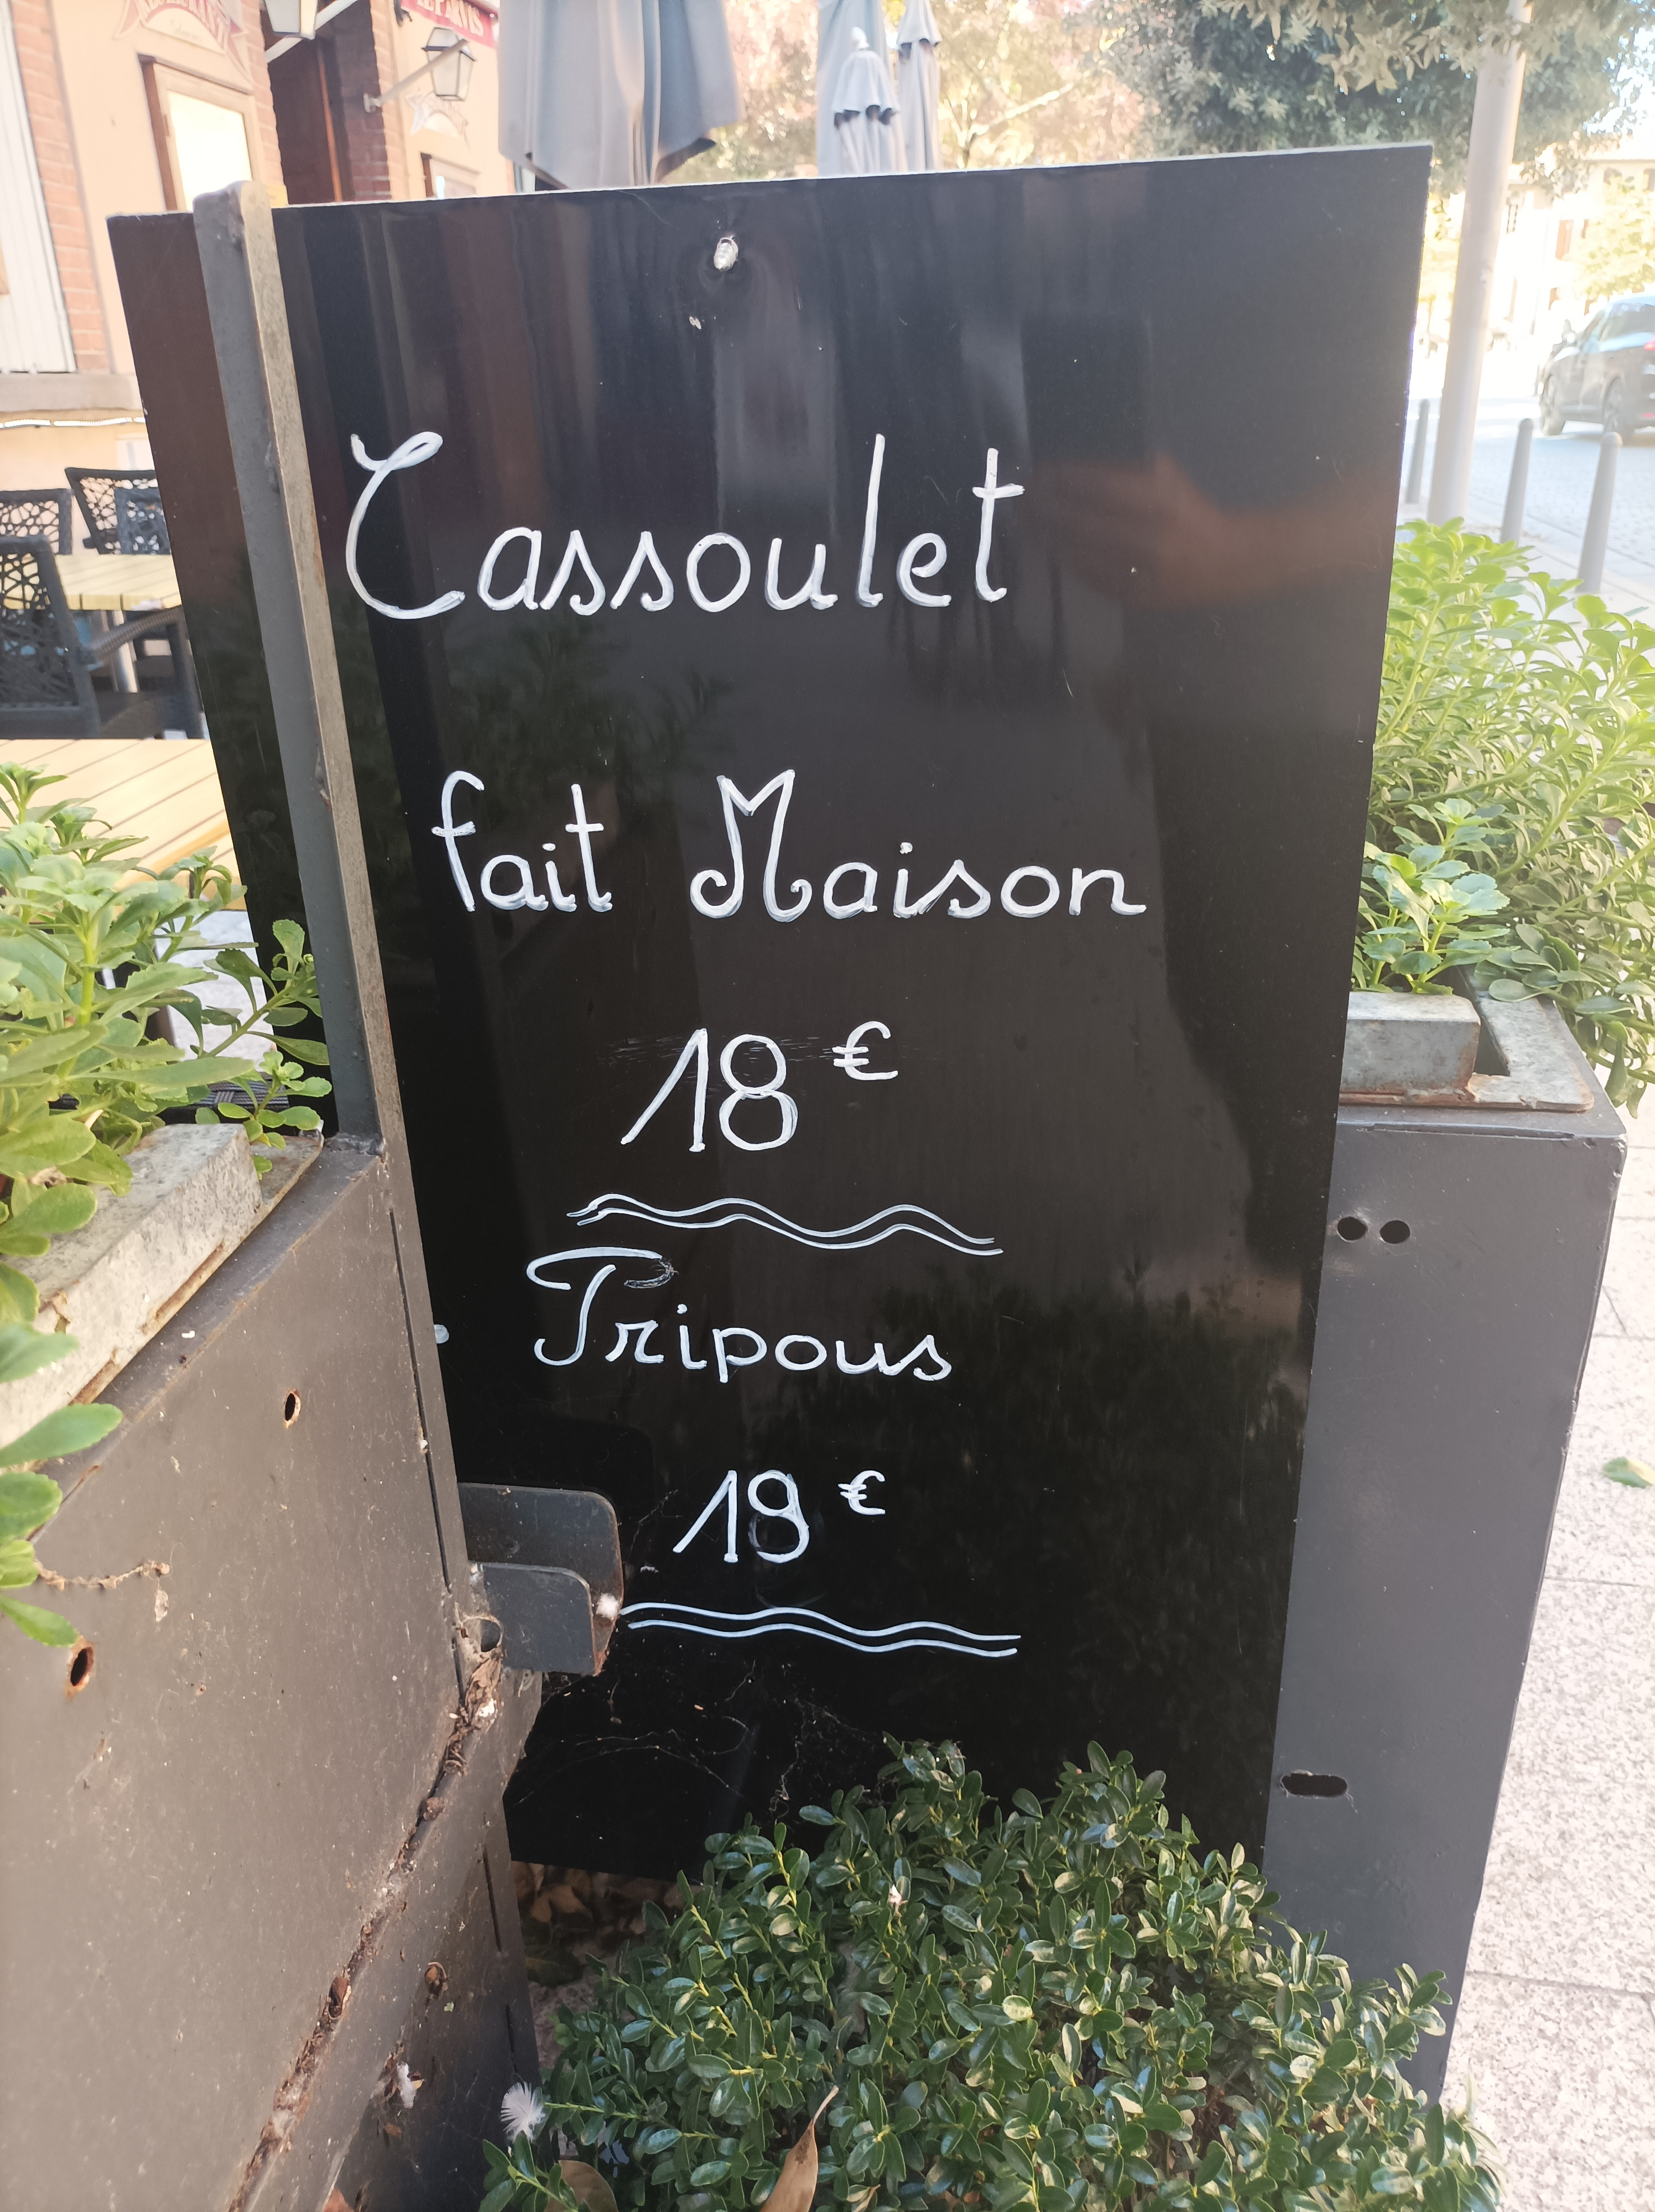 Cassoulet
fait Maison
18 €
Tripous
19 €